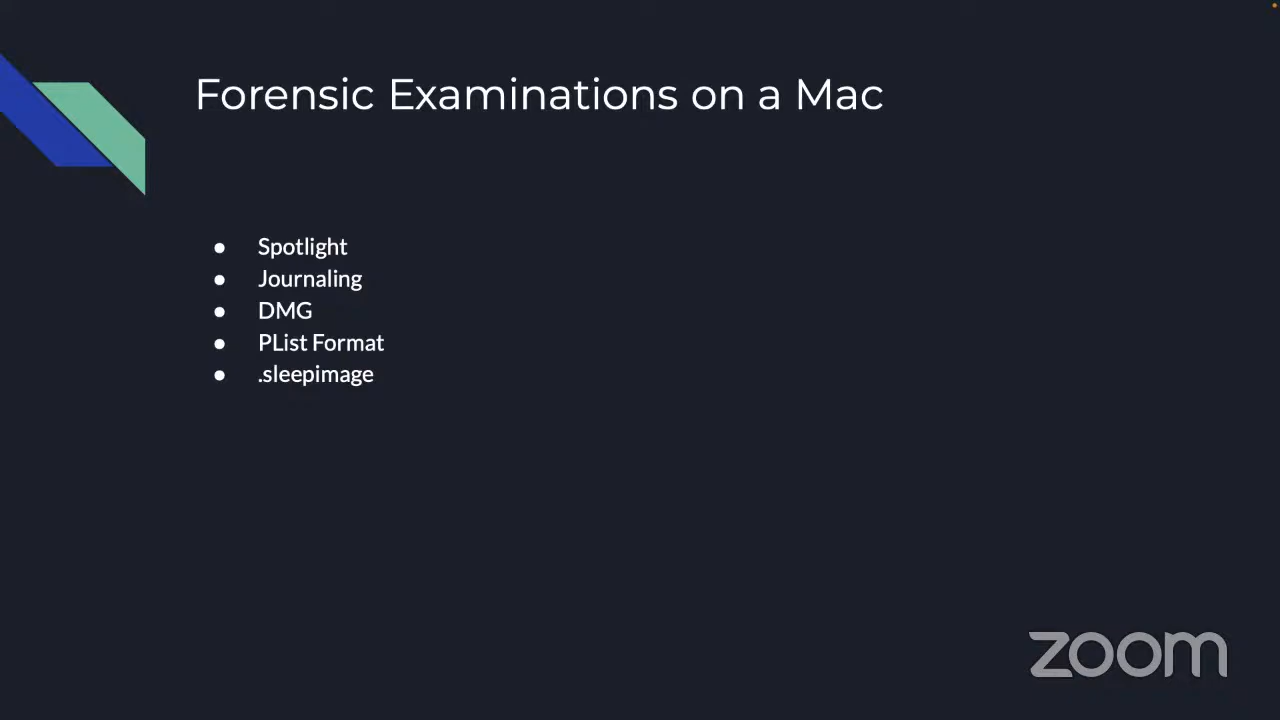 Forensic Examinations on a Mac
● Spotlight
● Journaling
● DMG
● PList Format
● .sleepimage
zoom